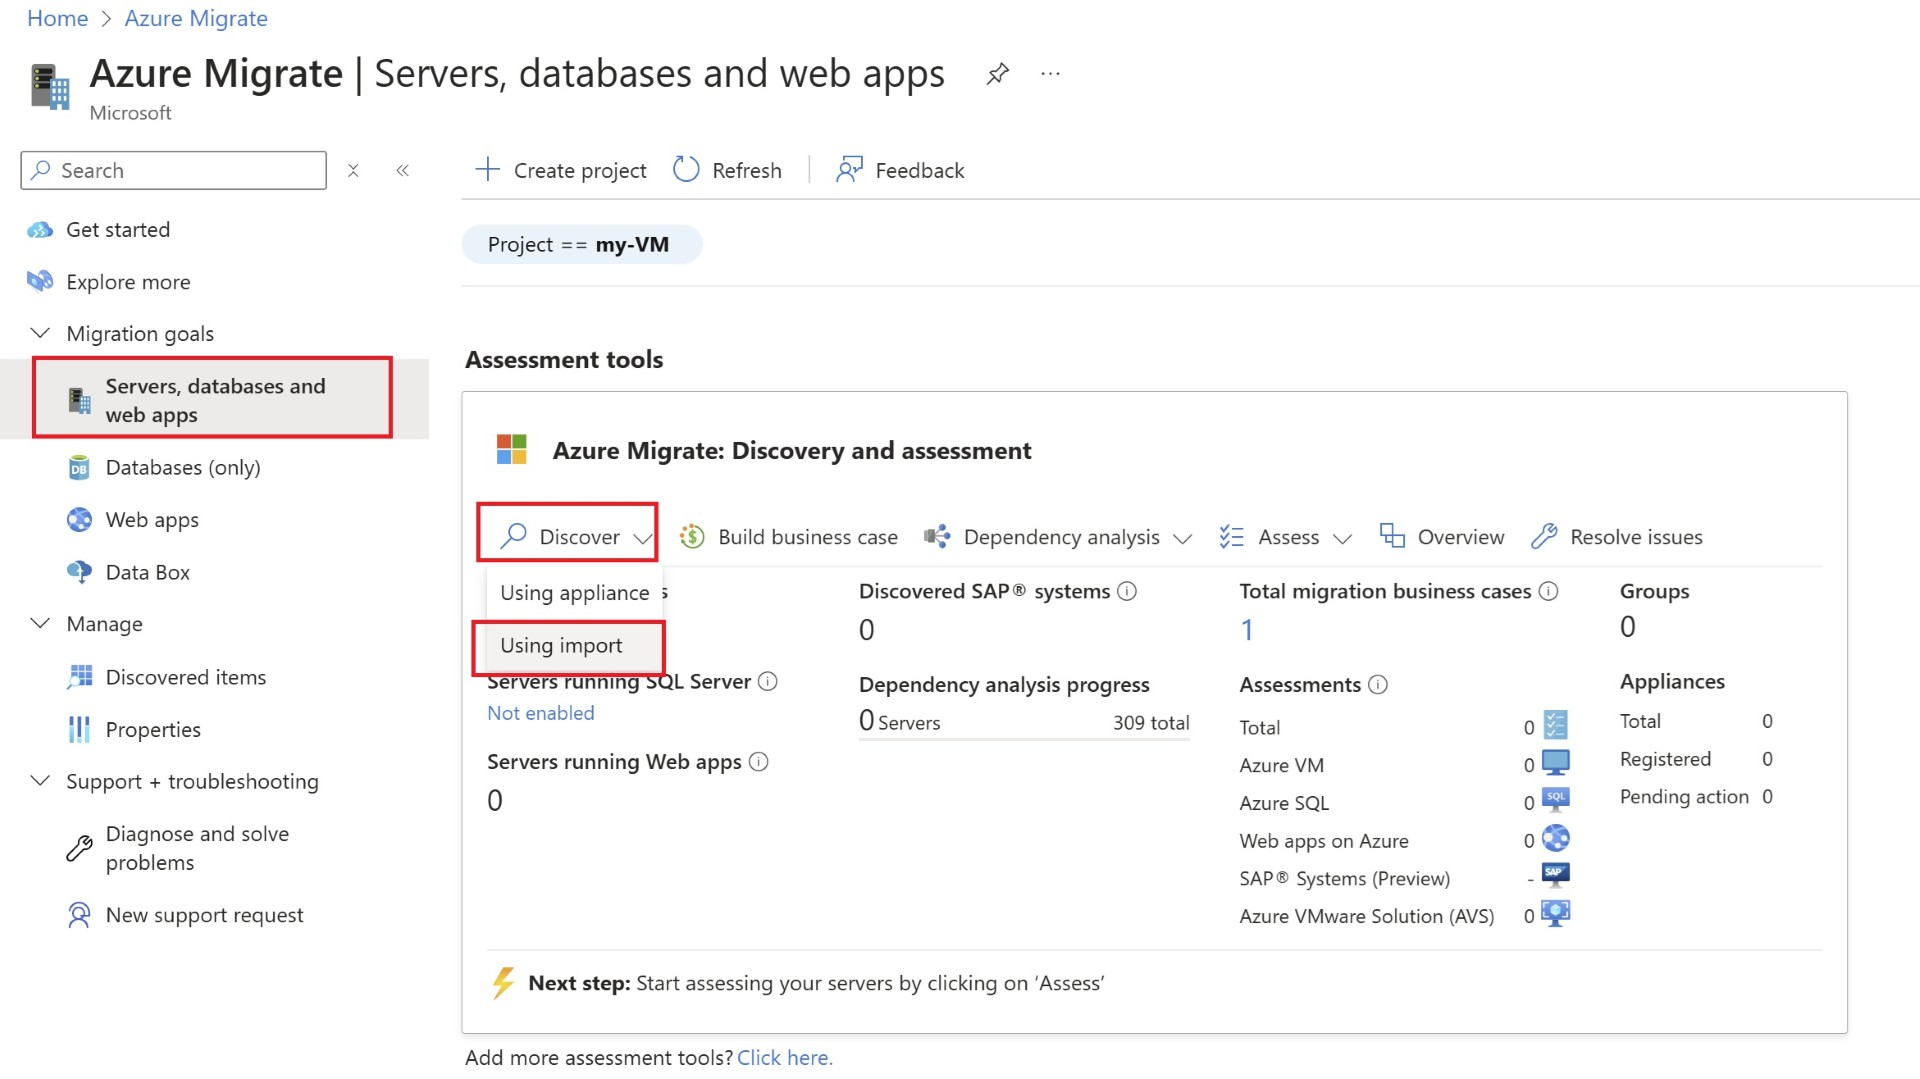 Home > Azure Migrate
Azure Migrate | Servers, databases and web apps
Microsoft
Search
Create project
Refresh
Feedback
Get started
Explore more
Migration goals
Servers, databases and
web apps
Databases (only)
Web apps
Data Box
Manage
Discovered items
Properties
Support + troubleshooting
Diagnose and solve
problems
New support request
Project == my-VM
Assessment tools
Azure Migrate: Discovery and assessment
Discover
Build business case
Dependency analysis
Assess
Overview
Resolve issues
Using appliance
Using import
Servers running SQL Server
Not enabled
Servers running Web apps
0
Discovered SAP® systems
0
Dependency analysis progress
0 Servers 309 total
Total migration business cases
1
Assessments
Total 0
Azure VM 0
Azure SQL 0
SQL
Web apps on Azure 0
SAP® Systems (Preview) -
SAP
Azure VMware Solution (AVS) 0
Groups
0
Appliances
Total 0
Registered 0
Pending action 0
Next step: Start assessing your servers by clicking on ‘Assess’
Add more assessment tools? Click here.